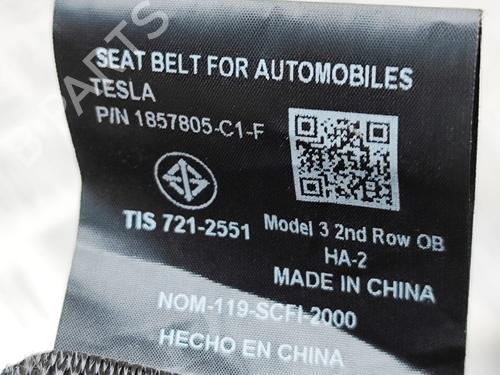 SEAT BELT FOR AUTOMOBILES
TESLA
P/N 1857805-C1-F
TIS 721-2551
Model 3 2nd Row OB
HA-2
MADE IN CHINA
NOM-119-SCFI-2000
HECHO EN CHINA